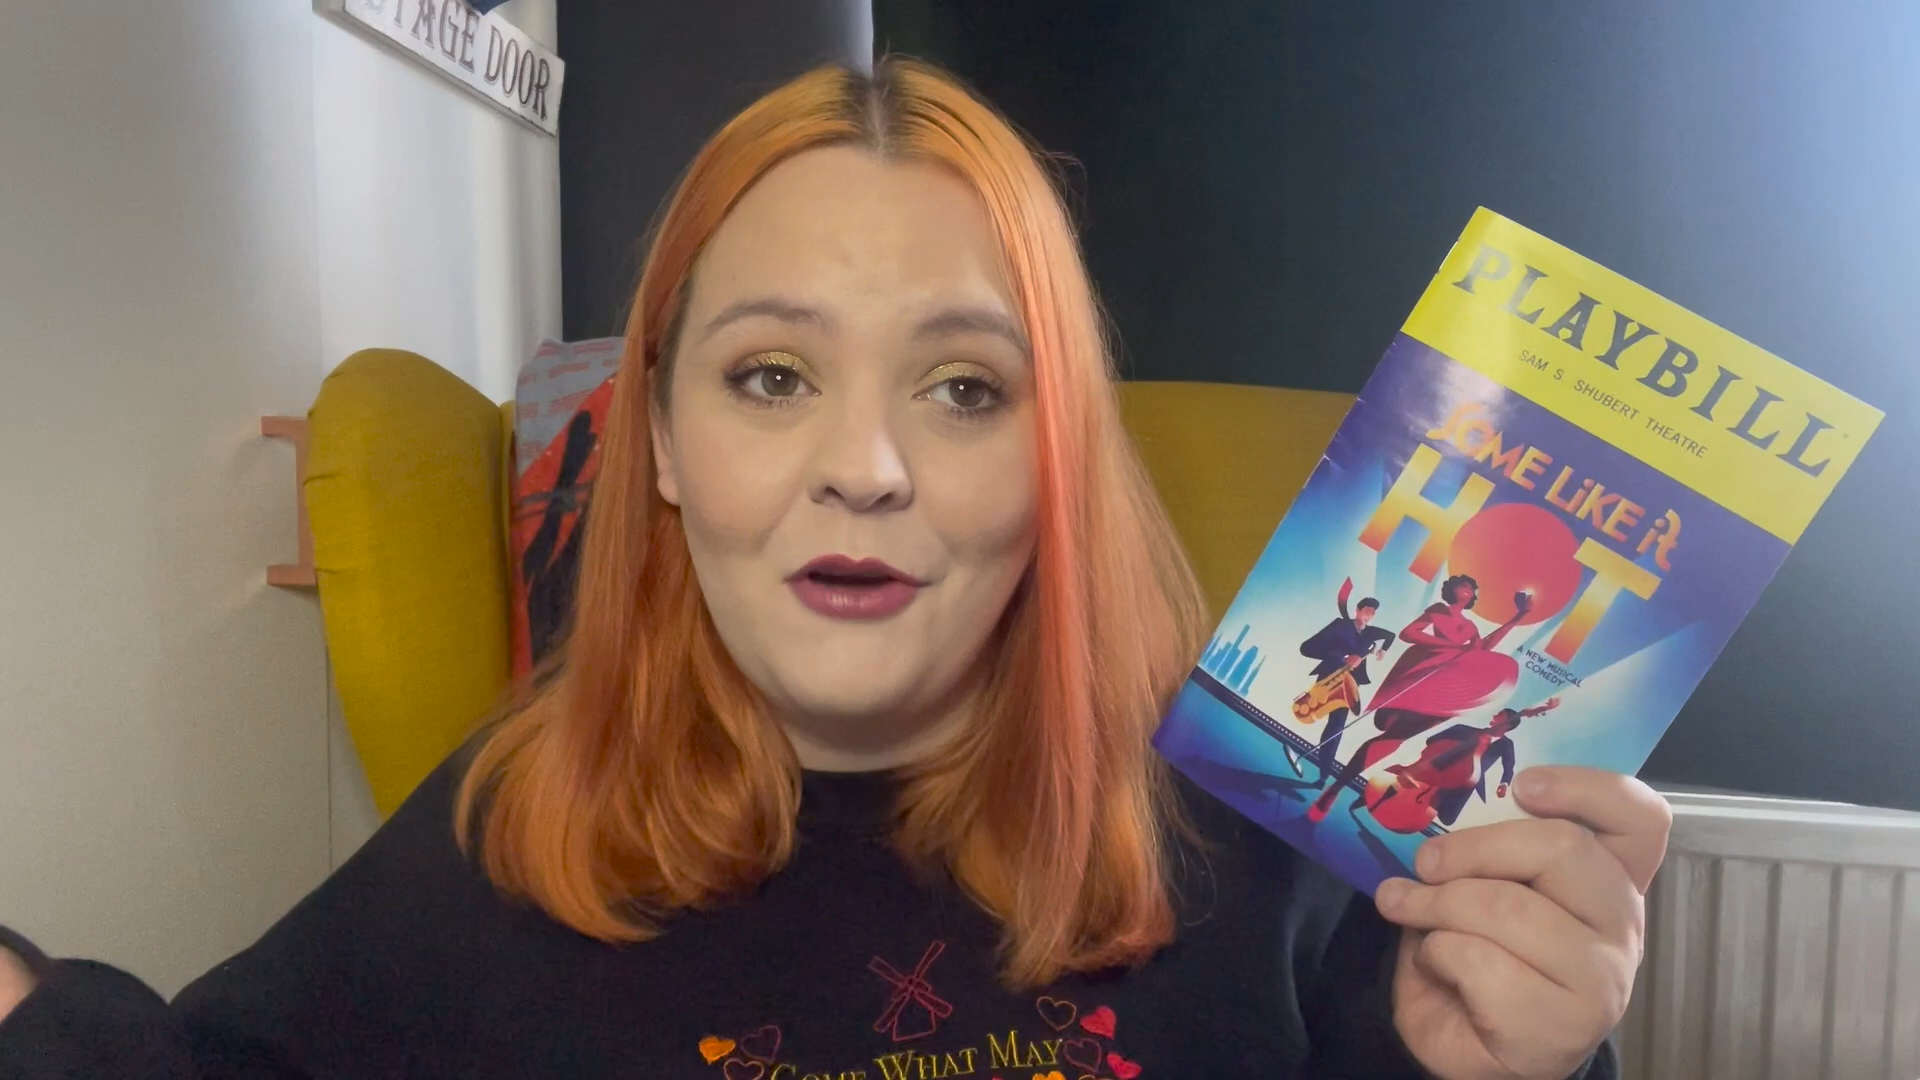 STAGE DOOR
PLAYBILL
SAM S. SHUBERT THEATRE
SOME LiKE it
HOT
A NEW MUSICAL
COMEDY
COME WHAT MAY